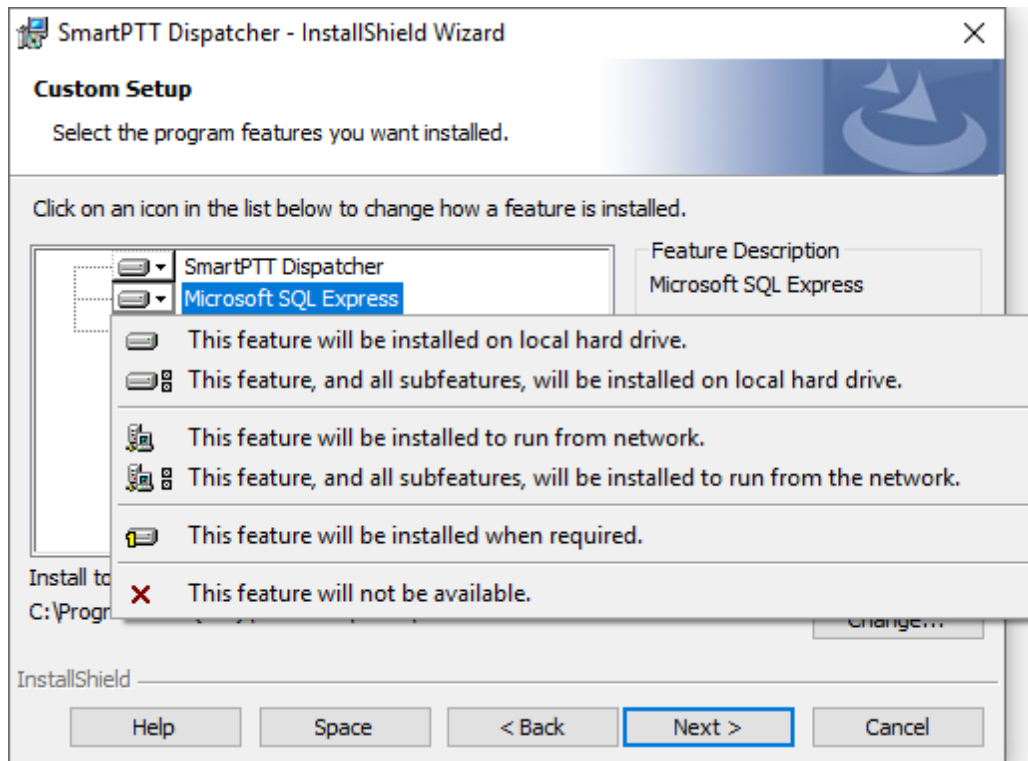 SmartPTT Dispatcher - InstallShield Wizard
Custom Setup
Select the program features you want installed.
Click on an icon in the list below to change how a feature is installed.
SmartPTT Dispatcher
Microsoft SQL Express
Feature Description
Microsoft SQL Express
This feature will be installed on local hard drive.
This feature, and all subfeatures, will be installed on local hard drive.
This feature will be installed to run from network.
This feature, and all subfeatures, will be installed to run from the network.
This feature will be installed when required.
This feature will not be available.
Install to
C:\Progr
Change...
InstallShield
Help
Space
< Back
Next >
Cancel